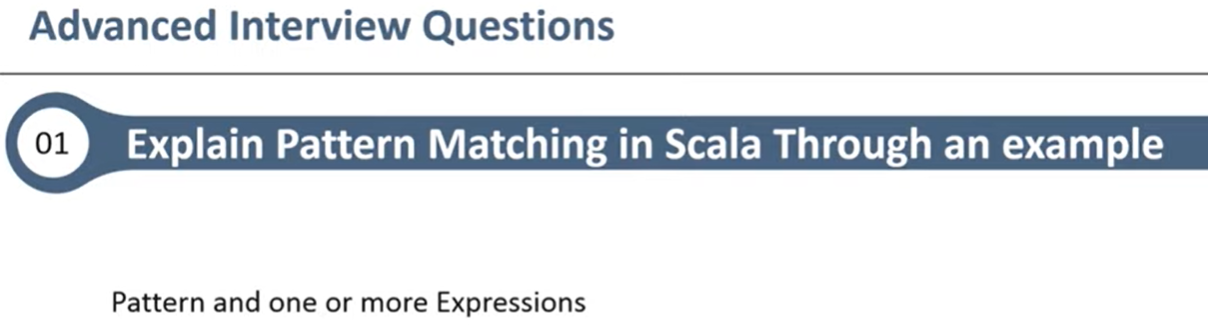 Advanced Interview Questions
01
Explain Pattern Matching in Scala Through an example
Pattern and one or more Expressions